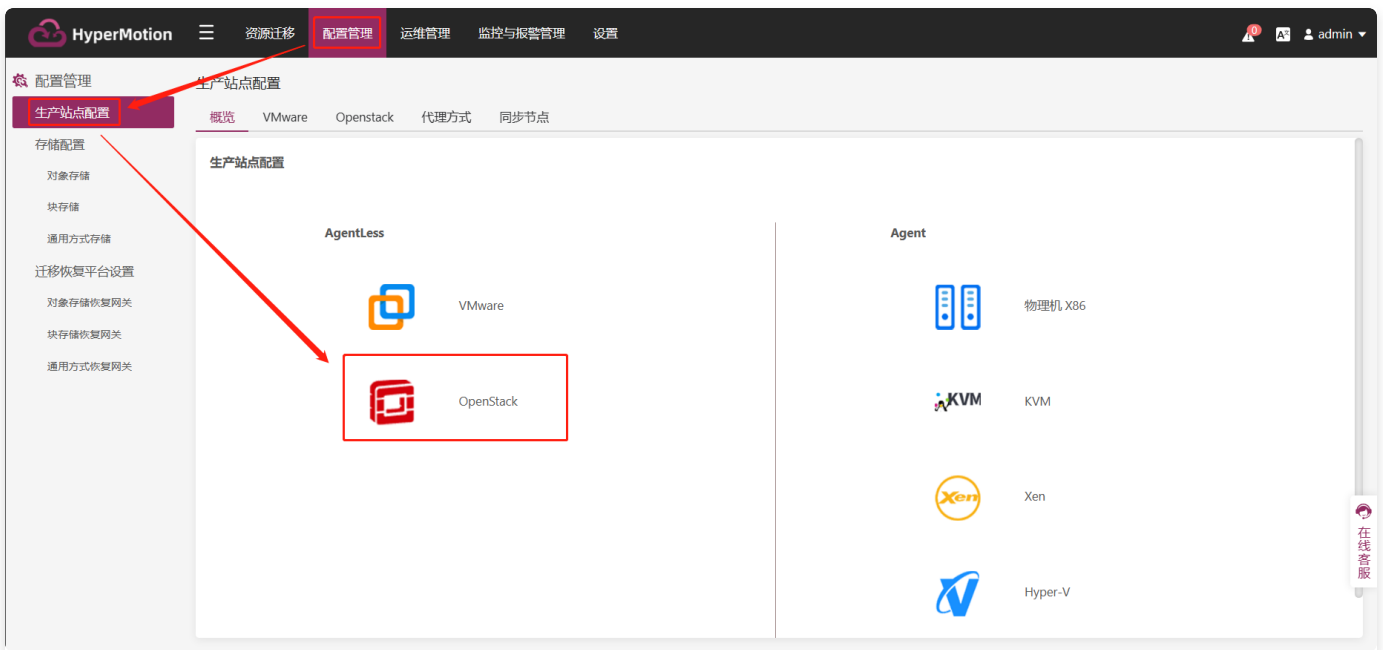 HyperMotion 资源迁移 配置管理 运维管理 监控与报警管理 设置 0 A文 admin
配置管理
生产站点配置
存储配置
对象存储
块存储
通用方式存储
迁移恢复平台设置
对象存储恢复网关
块存储恢复网关
通用方式恢复网关
生产站点配置
概览 VMware Openstack 代理方式 同步节点
生产站点配置
AgentLess
VMware
OpenStack
Agent
物理机 X86
KVM KVM
Xen Xen
Hyper-V
在线客服